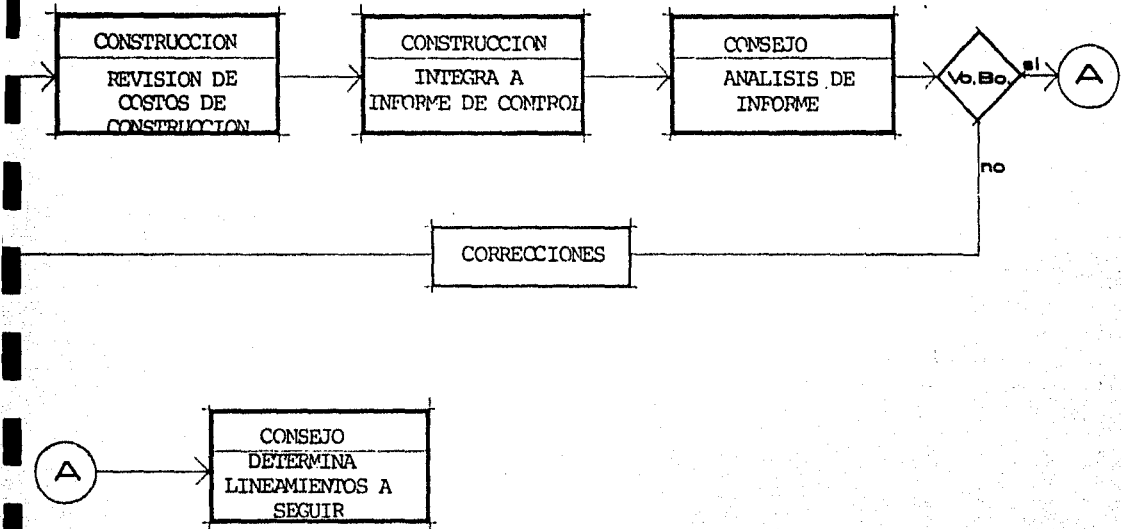 CONSTRUCCION
REVISION DE
COSTOS DE
CONSTRUCCION
CONSTRUCCION
INTEGRA A
INFORME DE CONTROL
CONSEJO
ANALISIS DE
INFORME
Vo.Bo.
si
A
no
CORRECCIONES
A
CONSEJO
DETERMINA
LINEAMIENTOS A
SEGUIR